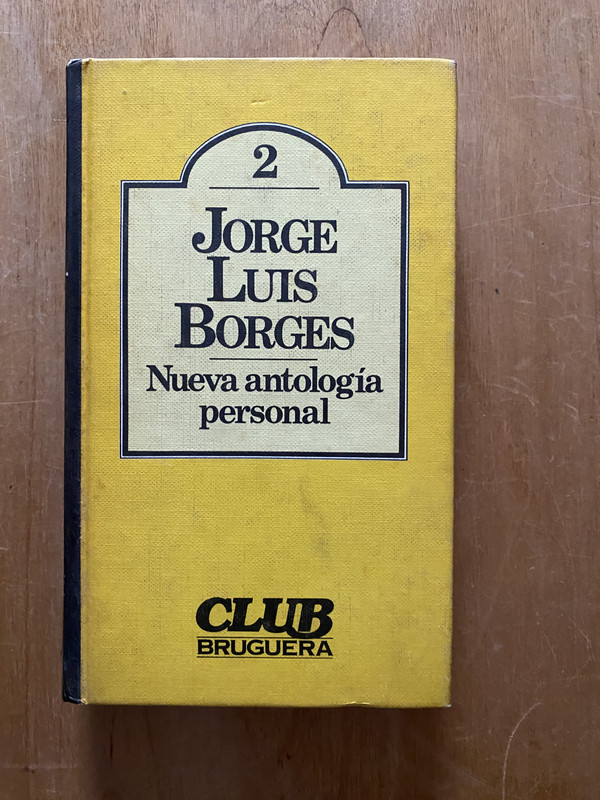 2
JORGE
LUIS
BORGES
Nueva antología
personal
CLUB
BRUGUERA